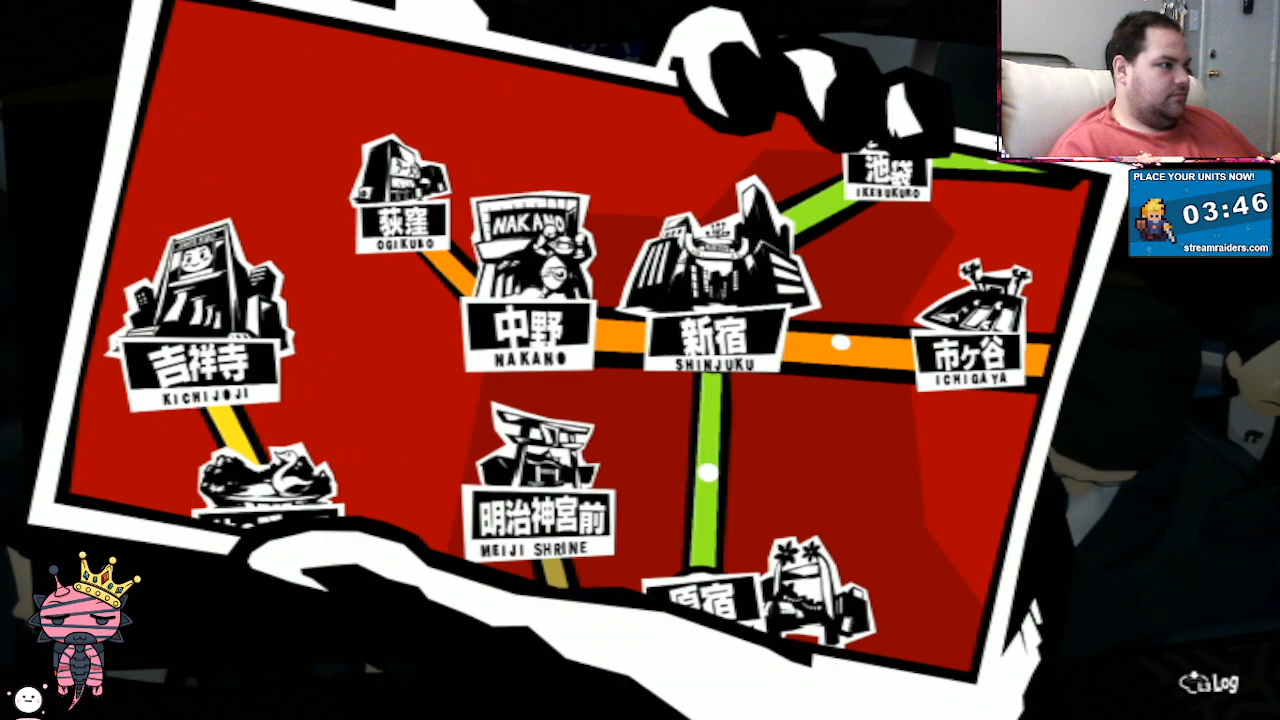 池袋
IKEBUKURO
荻窪
OGIKUBO
NAKANO
中野
NAKANO
新宿
SHINJUKU
市ヶ谷
ICHIGAYA
吉祥寺
KICHIJOJI
明治神宮前
MEIJI SHRINE
原宿
PLACE YOUR UNITS NOW!
03:46
streamraiders.com
Log